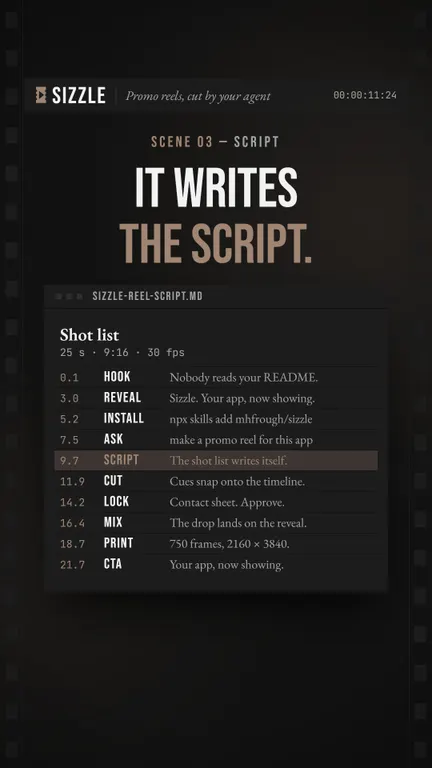 SIZZLE Promo reels, cut by your agent 00:00:11:24
SCENE 03 — SCRIPT
IT WRITES
THE SCRIPT.
SIZZLE-REEL-SCRIPT.MD
Shot list
25 s · 9:16 · 30 fps
0.1 HOOK Nobody reads your README.
3.0 REVEAL Sizzle. Your app, now showing.
5.2 INSTALL npx skills add mhfrough/sizzle
7.5 ASK make a promo reel for this app
9.7 SCRIPT The shot list writes itself.
11.9 CUT Cues snap onto the timeline.
14.2 LOCK Contact sheet. Approve.
16.4 MIX The drop lands on the reveal.
18.7 PRINT 750 frames, 2160 × 3840.
21.7 CTA Your app, now showing.